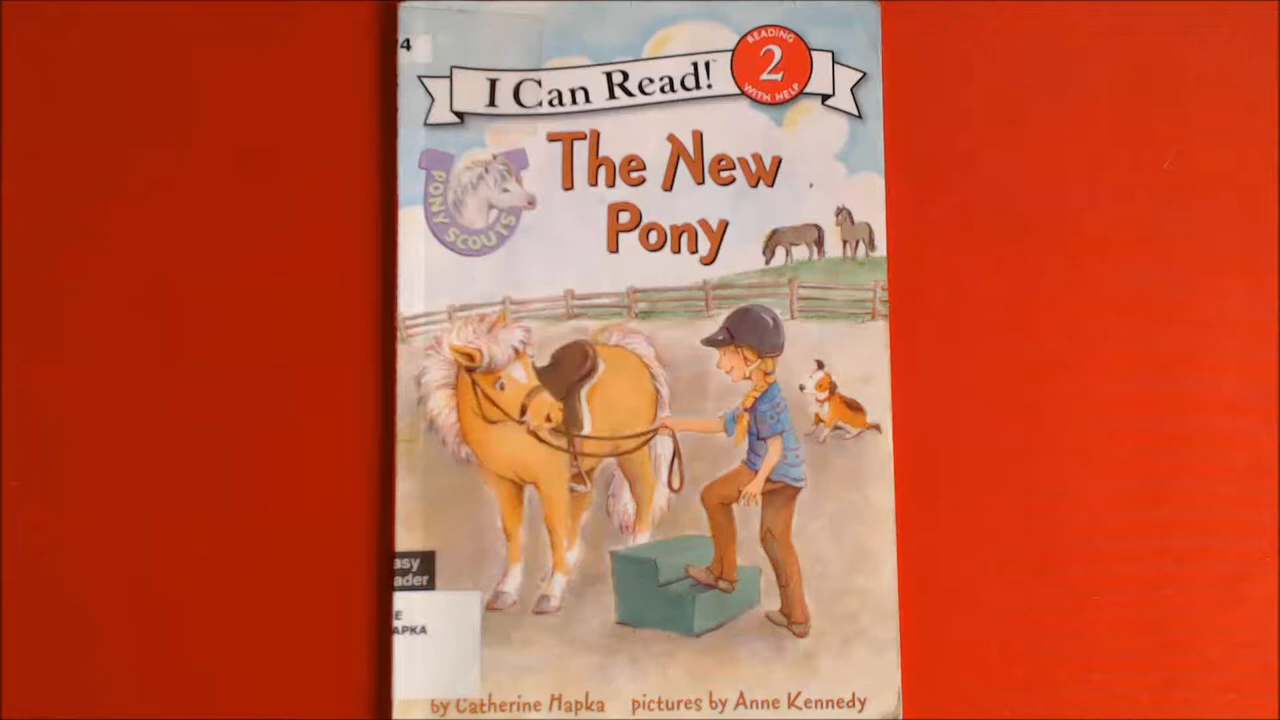 4
I Can Read!
READING
2
WITH HELP
The New
Pony
PONY SCOUTS
asy
ader
E
APKA
by Catherine Hapka pictures by Anne Kennedy